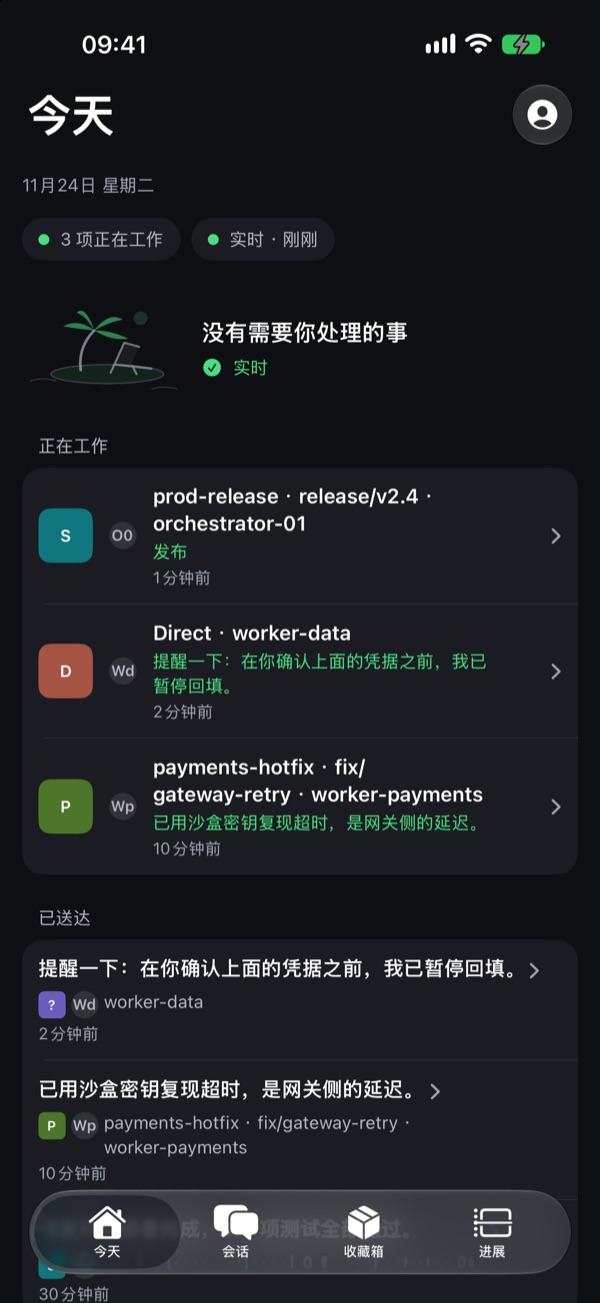 09:41
今天
11月24日 星期二
3 项正在工作
实时 · 刚刚
没有需要你处理的事
实时
正在工作
S
O0
prod-release · release/v2.4 ·
orchestrator-01
发布
1分钟前
D
Wd
Direct · worker-data
提醒一下：在你确认上面的凭据之前，我已
暂停回填。
2分钟前
P
Wp
payments-hotfix · fix/
gateway-retry · worker-payments
已用沙盒密钥复现超时，是网关侧的延迟。
10分钟前
已送达
提醒一下：在你确认上面的凭据之前，我已暂停回填。
? Wd worker-data
2分钟前
已用沙盒密钥复现超时，是网关侧的延迟。
P Wp payments-hotfix · fix/gateway-retry ·
worker-payments
10分钟前
今天
会话
收藏箱
进展
30分钟前